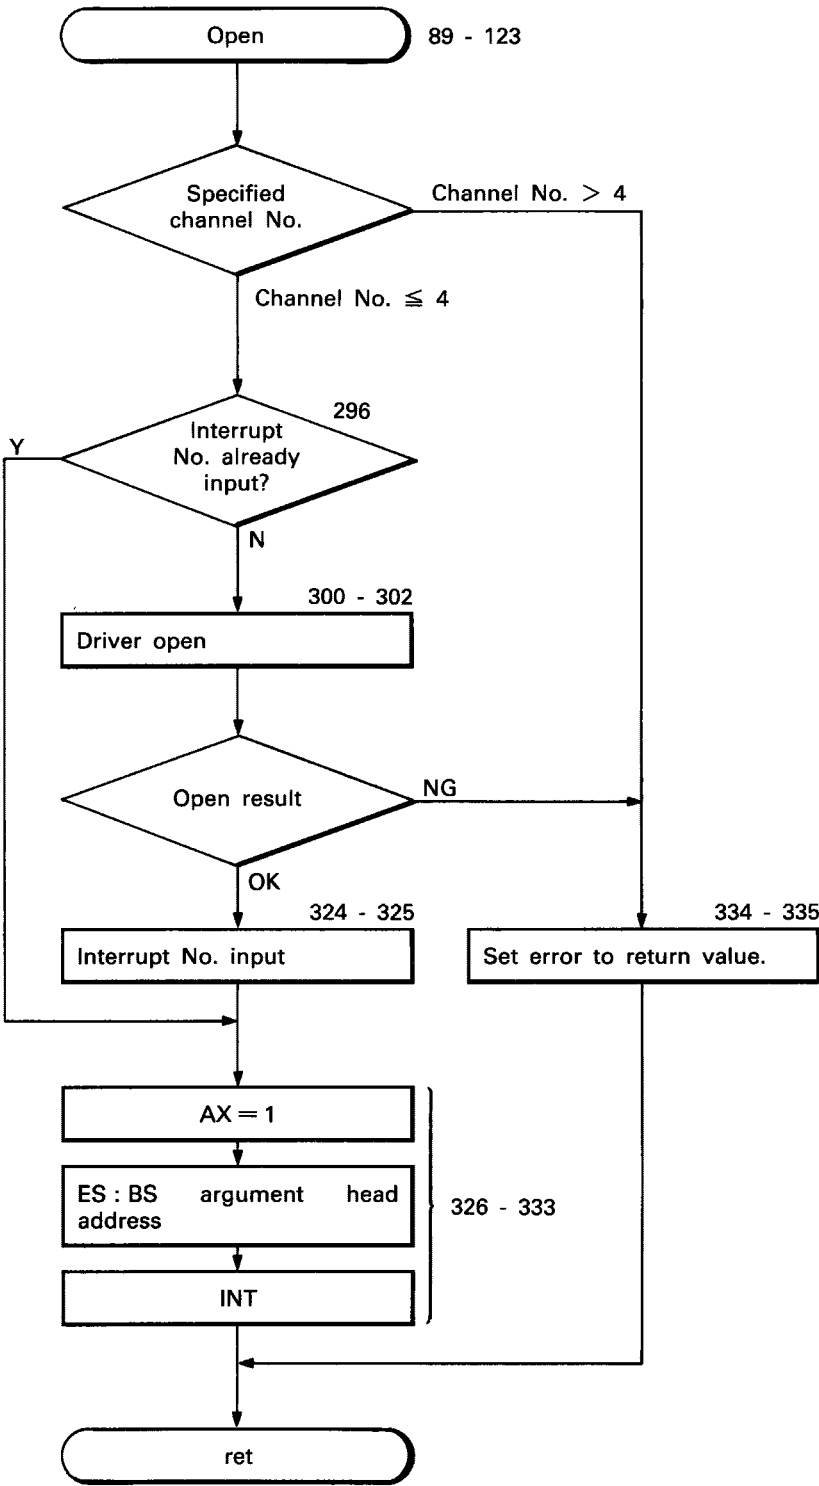 Open
89 - 123
Specified
channel No.
Channel No. > 4
Channel No. ≦ 4
296
Interrupt
No. already
input?
Y
N
300 - 302
Driver open
Open result
NG
OK
324 - 325
Interrupt No. input
334 - 335
Set error to return value.
AX = 1
ES : BS argument head
address
326 - 333
INT
ret